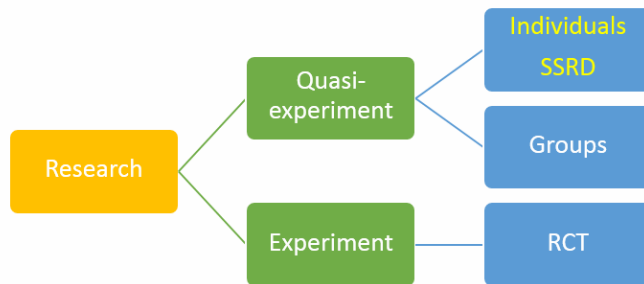 Research
Quasi-
experiment
Experiment
Individuals
SSRD
Groups
RCT